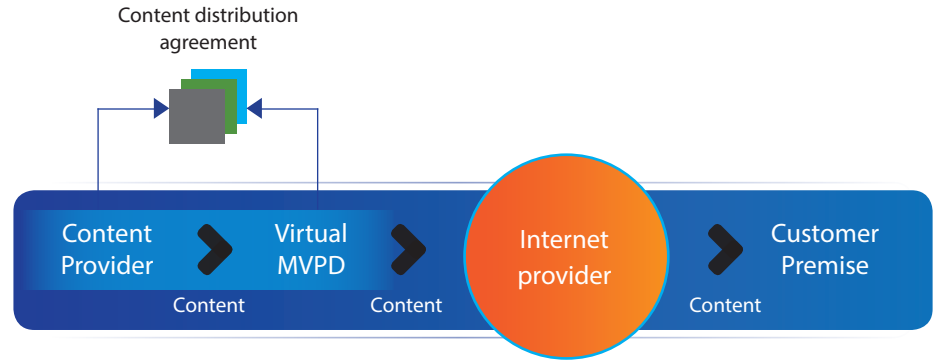 Content distribution
agreement
Content
Provider
Virtual
MVPD
Internet
provider
Customer
Premise
Content
Content
Content